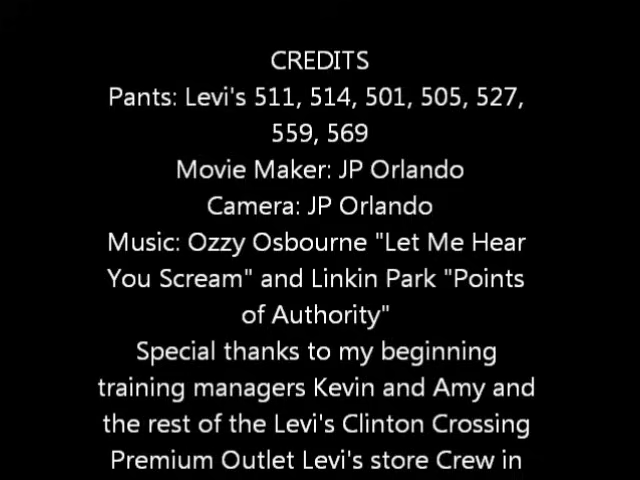 CREDITS
Pants: Levi's 511, 514, 501, 505, 527,
559, 569
Movie Maker: JP Orlando
Camera: JP Orlando
Music: Ozzy Osbourne "Let Me Hear
You Scream" and Linkin Park "Points
of Authority"
Special thanks to my beginning
training managers Kevin and Amy and
the rest of the Levi's Clinton Crossing
Premium Outlet Levi's store Crew in